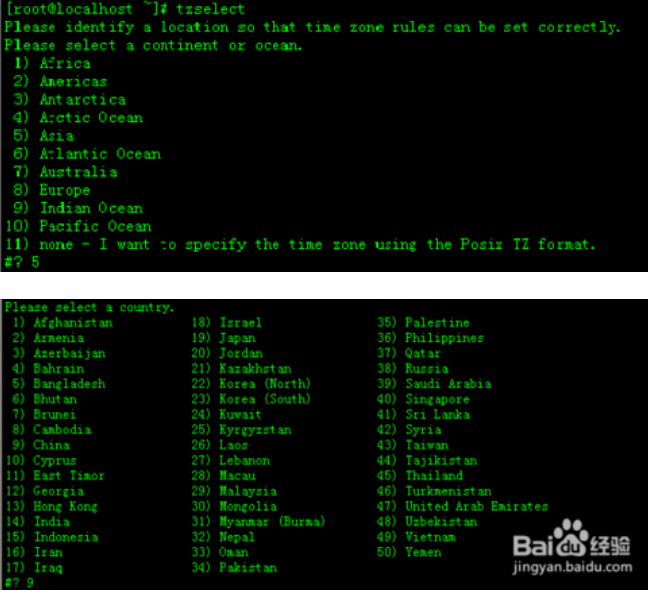 [root@localhost ~]# tzselect
Please identify a location so that time zone rules can be set correctly.
Please select a continent or ocean.
1) Africa
2) Americas
3) Antarctica
4) Arctic Ocean
5) Asia
6) Atlantic Ocean
7) Australia
8) Europe
9) Indian Ocean
10) Pacific Ocean
11) none - I want to specify the time zone using the Posix TZ format.
#? 5
Please select a country.
1) Afghanistan 18) Israel 35) Palestine
2) Armenia 19) Japan 36) Philippines
3) Azerbaijan 20) Jordan 37) Qatar
4) Bahrain 21) Kazakhstan 38) Russia
5) Bangladesh 22) Korea (North) 39) Saudi Arabia
6) Bhutan 23) Korea (South) 40) Singapore
7) Brunei 24) Kuwait 41) Sri Lanka
8) Cambodia 25) Kyrgyzstan 42) Syria
9) China 26) Laos 43) Taiwan
10) Cyprus 27) Lebanon 44) Tajikistan
11) East Timor 28) Macau 45) Thailand
12) Georgia 29) Malaysia 46) Turkmenistan
13) Hong Kong 30) Mongolia 47) United Arab Emirates
14) India 31) Myanmar (Burma) 48) Uzbekistan
15) Indonesia 32) Nepal 49) Vietnam
16) Iran 33) Oman 50) Yemen
17) Iraq 34) Pakistan
#? 9
Baidu 经验
jingyan.baidu.com